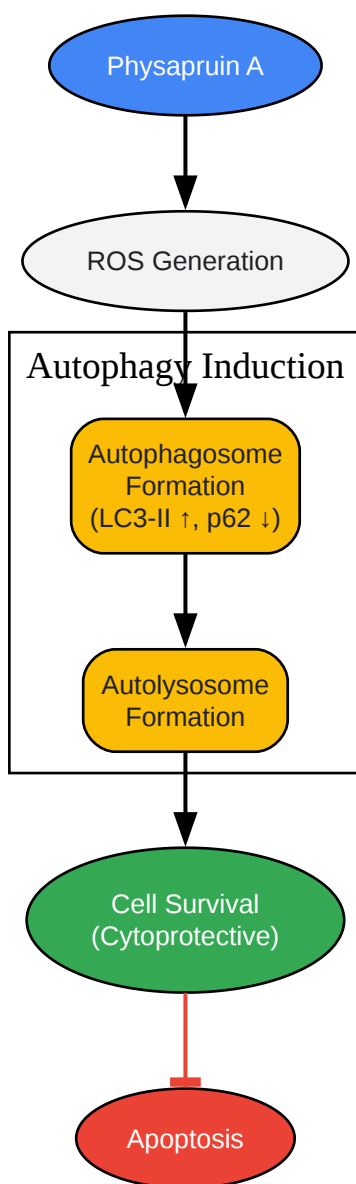 Physapruin A
ROS Generation
Autophagy Induction
Autophagosome
Formation
(LC3-II ↑, p62 ↓)
Autolysosome
Formation
Cell Survival
(Cytoprotective)
Apoptosis